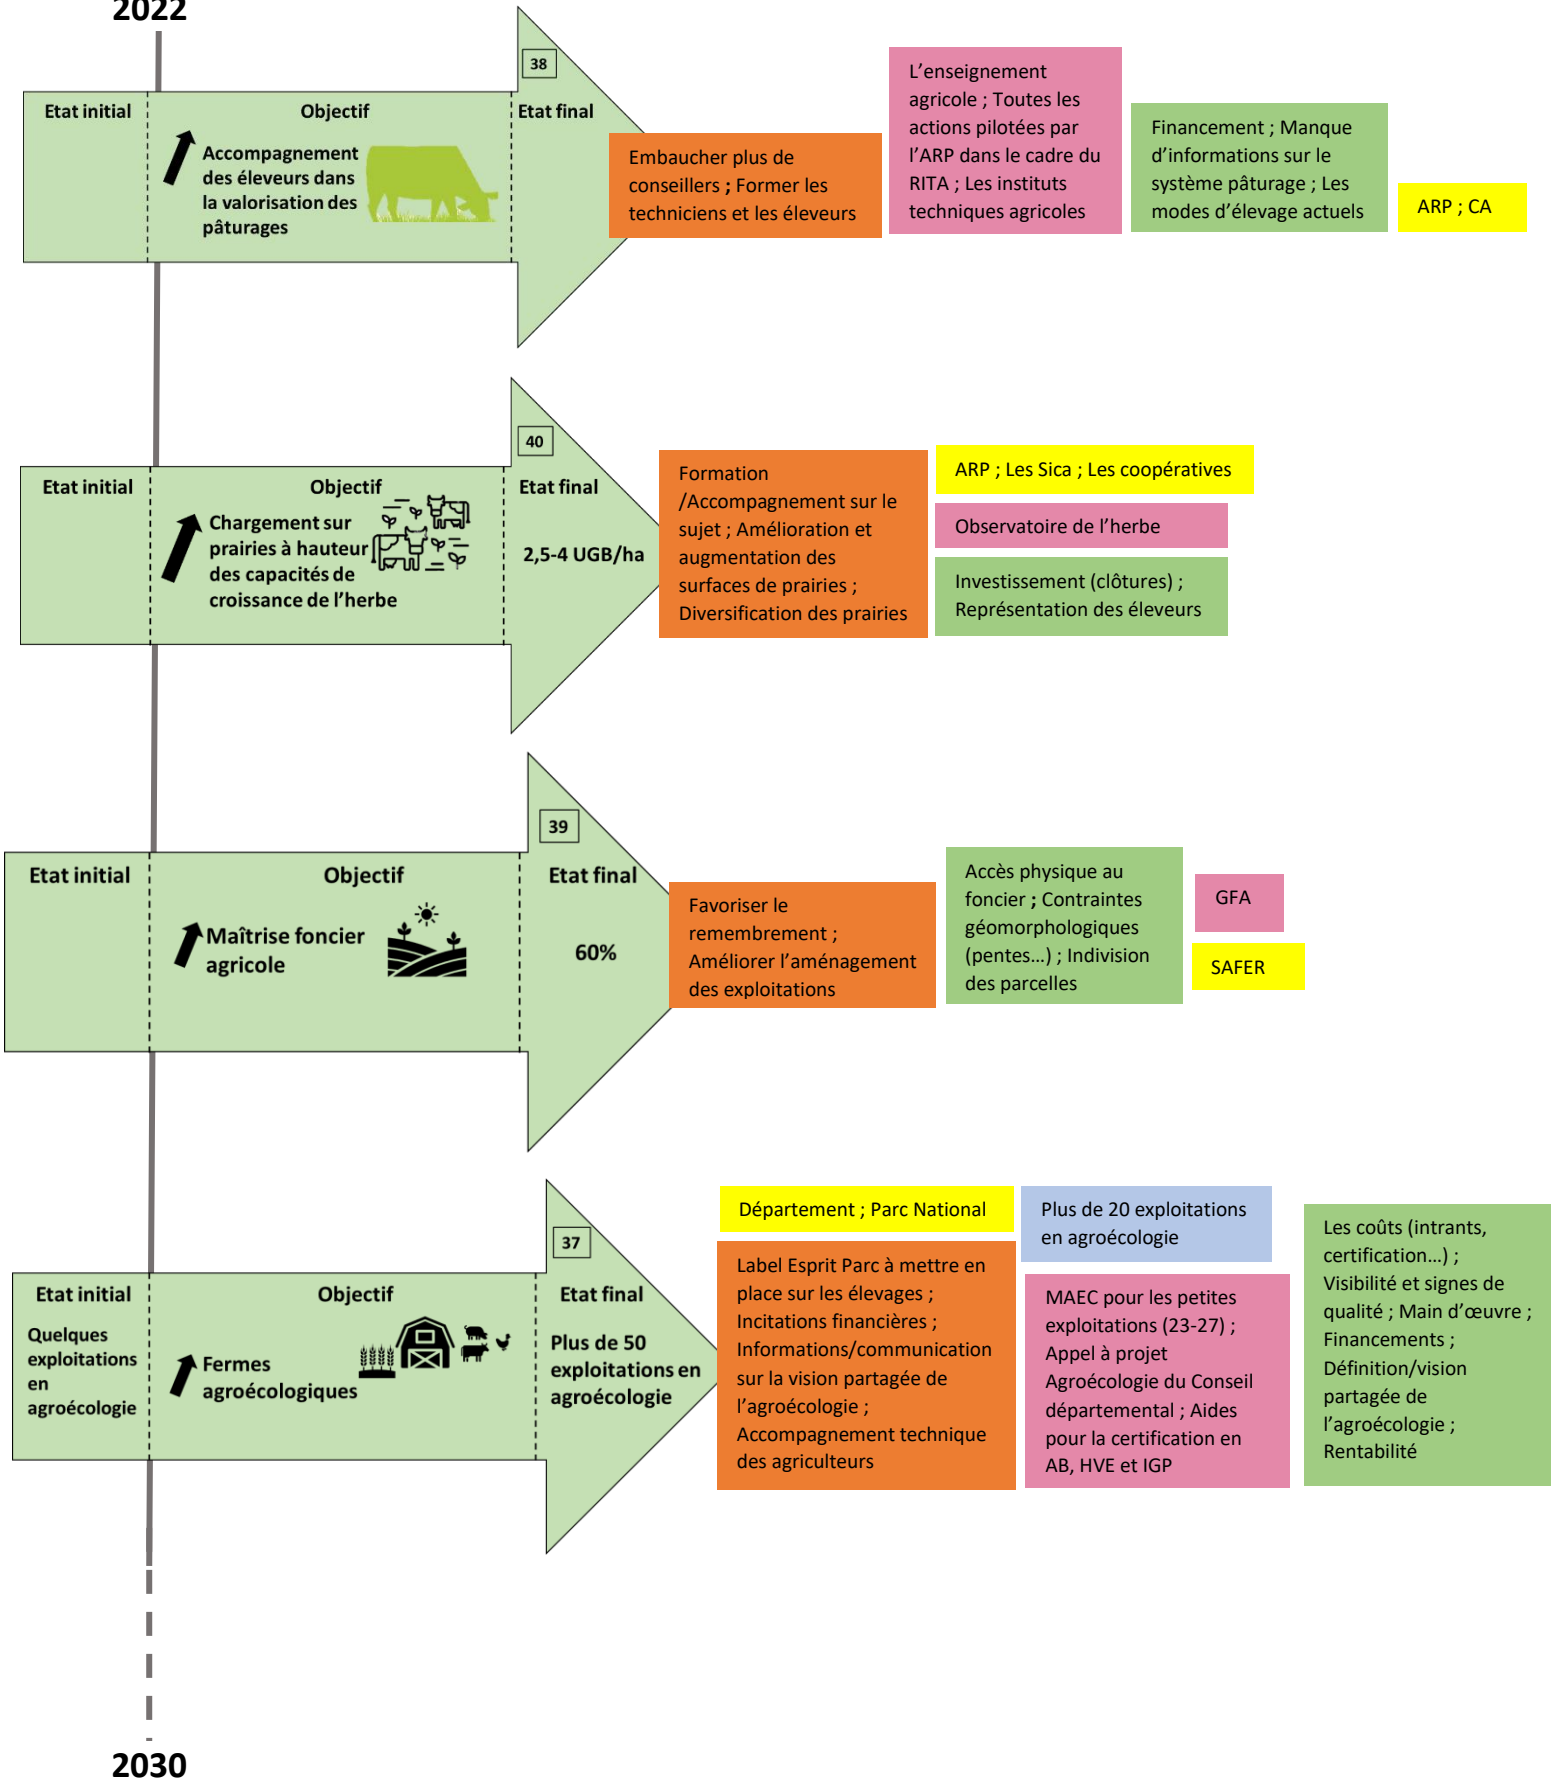 2022
38
Etat initial
Objectif
Etat final
Accompagnement
des éleveurs dans
la valorisation des
pâturages
Embaucher plus de
conseillers ; Former les
techniciens et les éleveurs
L'enseignement
agricole ; Toutes les
actions pilotées par
l'ARP dans le cadre du
RITA ; Les instituts
techniques agricoles
Financement ; Manque
d'informations sur le
système pâturage ; Les
modes d'élevage actuels
ARP ; CA
40
Etat initial
Objectif
Etat final
Chargement sur
prairies à hauteur
des capacités de
croissance de l'herbe
2,5-4 UGB/ha
Formation
/Accompagnement sur le
sujet ; Amélioration et
augmentation des
surfaces de prairies ;
Diversification des prairies
ARP ; Les Sica ; Les coopératives
Observatoire de l'herbe
Investissement (clôtures) ;
Représentation des éleveurs
39
Etat initial
Objectif
Etat final
Maîtrise foncier
agricole
60%
Favoriser le
remembrement ;
Améliorer l'aménagement
des exploitations
Accès physique au
foncier ; Contraintes
géomorphologiques
(pentes…) ; Indivision
des parcelles
GFA
SAFER
37
Etat initial
Objectif
Etat final
Quelques
exploitations
en
agroécologie
Fermes
agroécologiques
Plus de 50
exploitations en
agroécologie
Département ; Parc National
Label Esprit Parc à mettre en
place sur les élevages ;
Incitations financières ;
Informations/communication
sur la vision partagée de
l'agroécologie ;
Accompagnement technique
des agriculteurs
Plus de 20 exploitations
en agroécologie
MAEC pour les petites
exploitations (23-27) ;
Appel à projet
Agroécologie du Conseil
départemental ; Aides
pour la certification en
AB, HVE et IGP
Les coûts (intrants,
certification…) ;
Visibilité et signes de
qualité ; Main d'œuvre ;
Financements ;
Définition/vision
partagée de
l'agroécologie ;
Rentabilité
2030